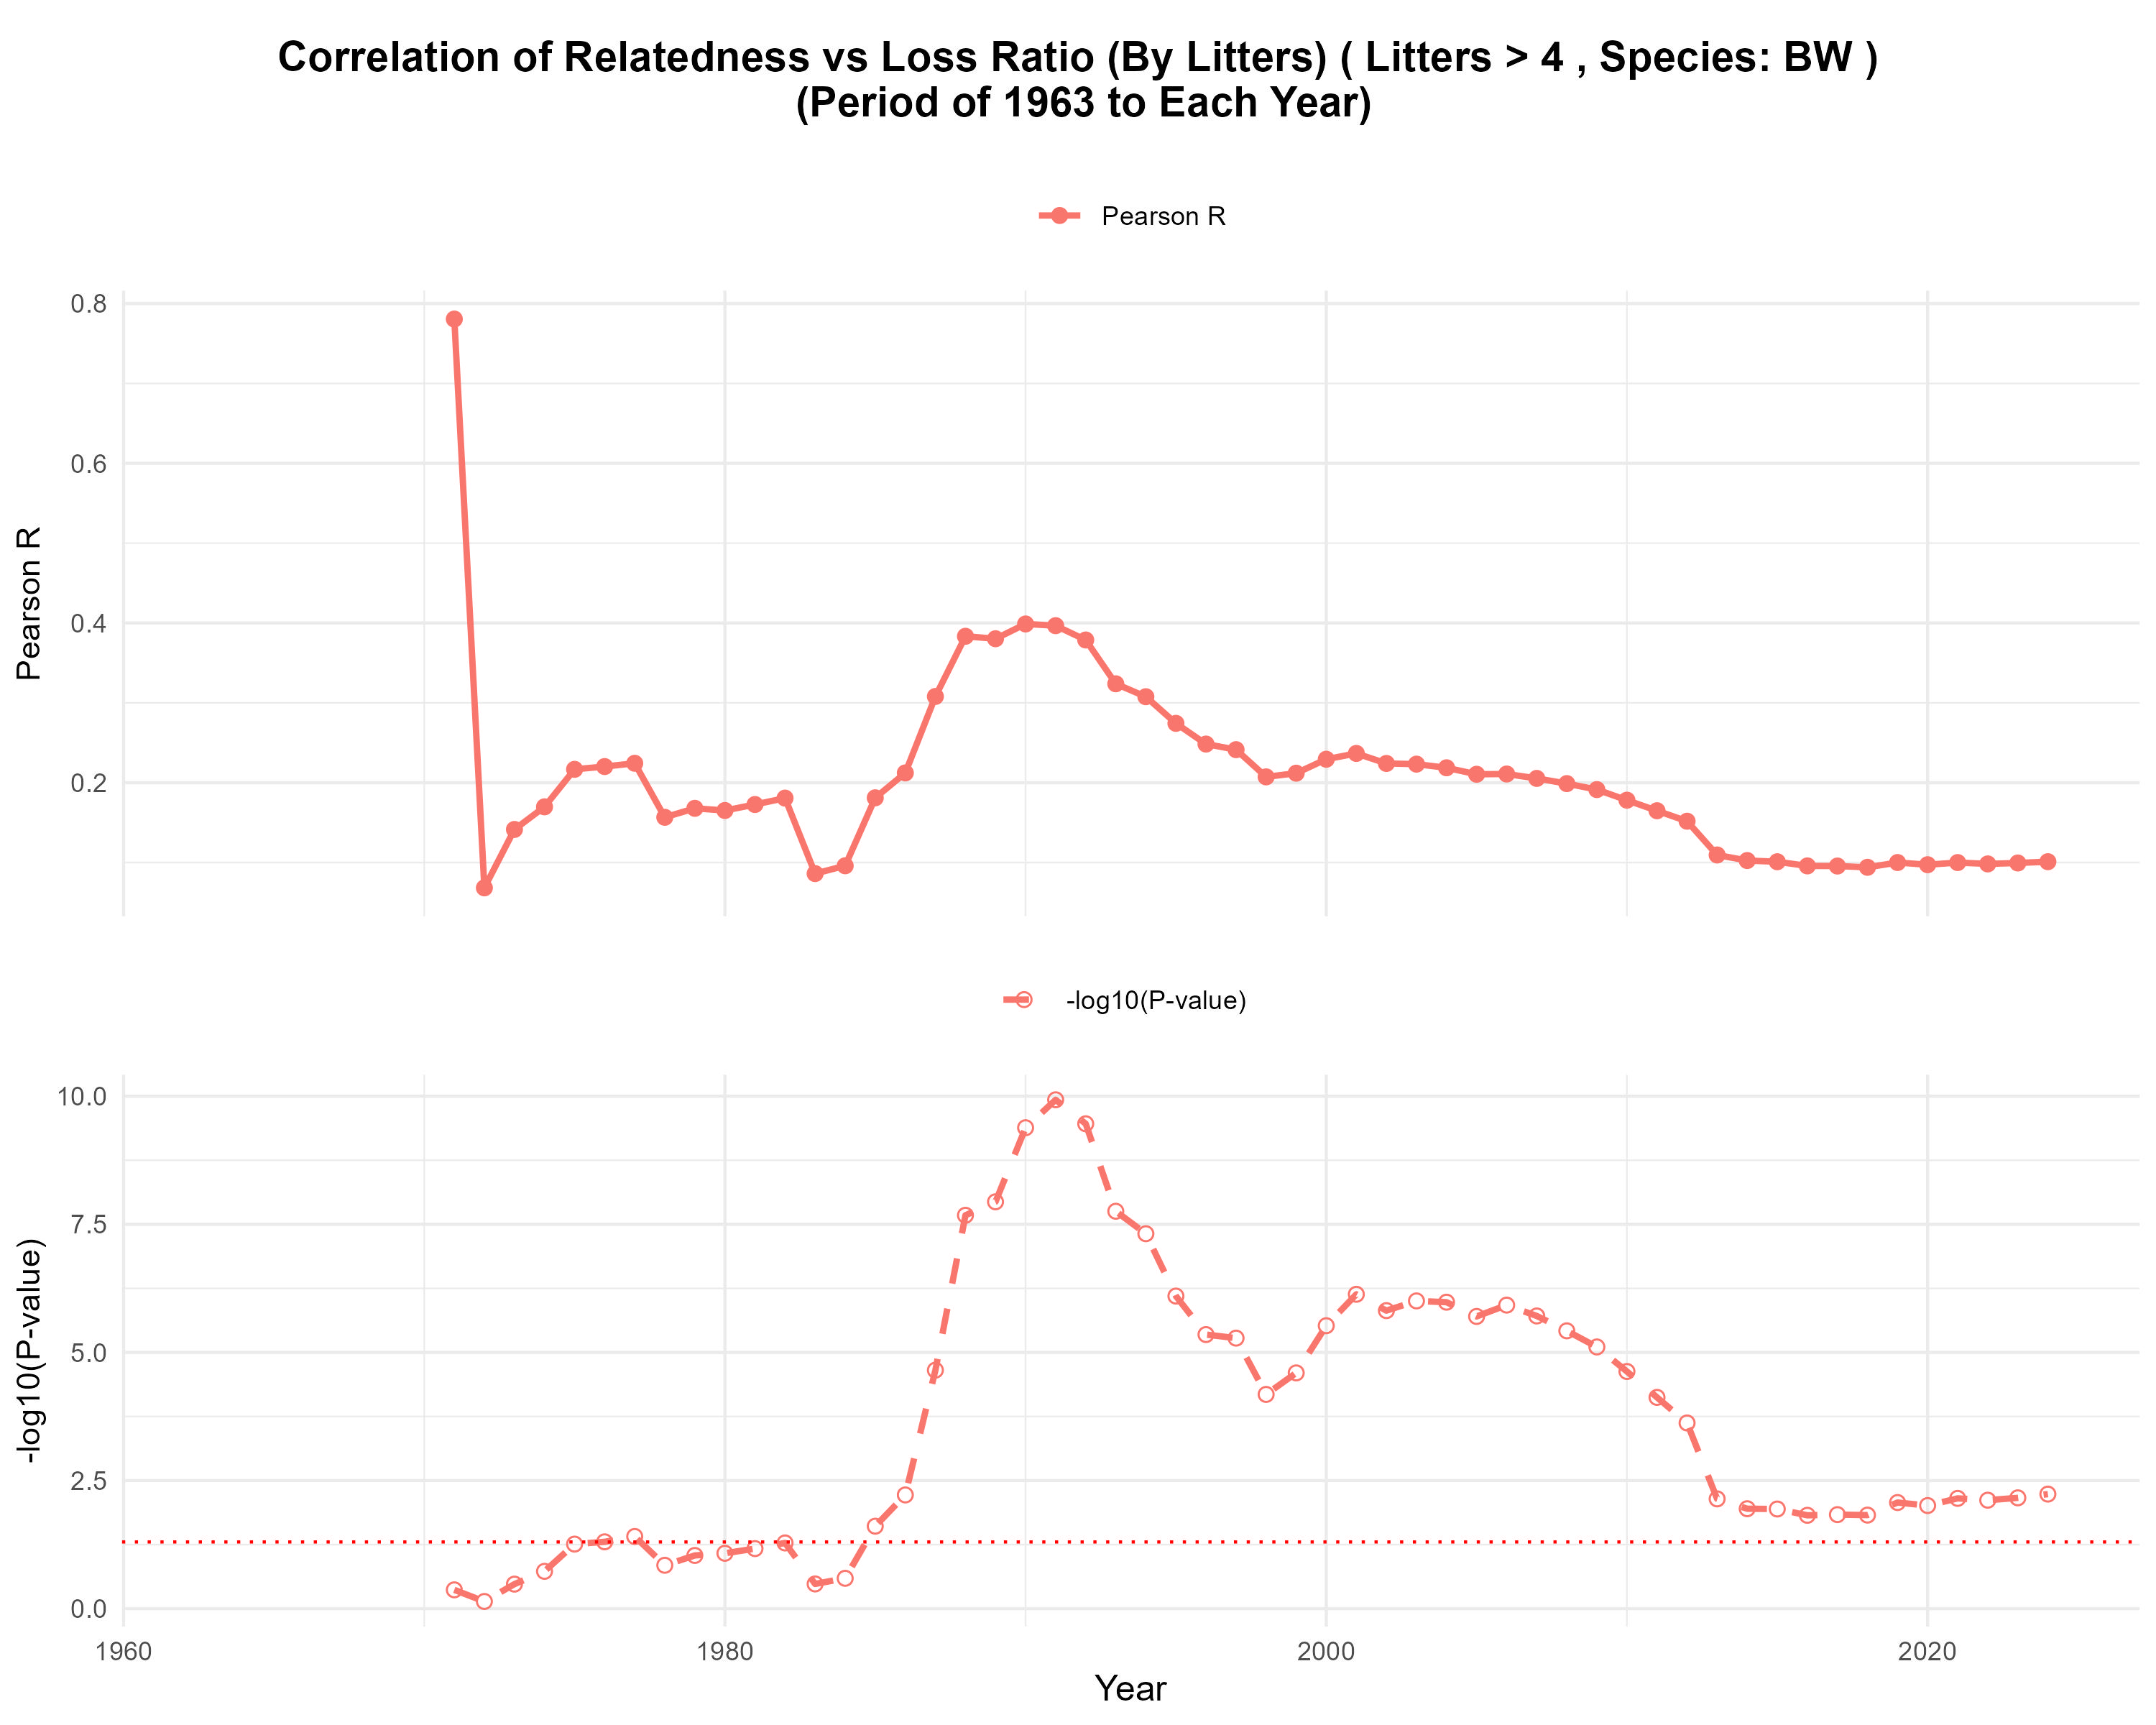 Correlation of Relatedness vs Loss Ratio (By Litters) ( Litters > 4 , Species: BW )
(Period of 1963 to Each Year)
Pearson R
Pearson R
0.8
0.6
0.4
0.2
-log10(P-value)
-log10(P-value)
10.0
7.5
5.0
2.5
0.0
1960 1980 2000 2020
Year